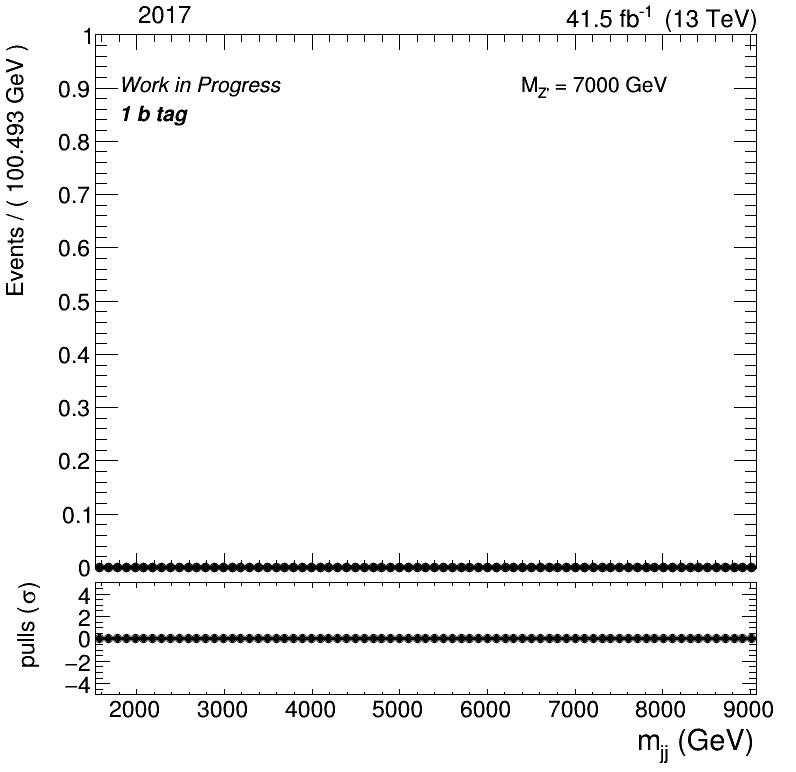 2017
41.5 fb⁻¹ (13 TeV)
Events / ( 100.493 GeV )
1
0.9
0.8
0.7
0.6
0.5
0.4
0.3
0.2
0.1
0
Work in Progress
1 b tag
M_Z' = 7000 GeV
pulls (σ)
4
2
0
−2
−4
2000 3000 4000 5000 6000 7000 8000 9000
m_jj (GeV)